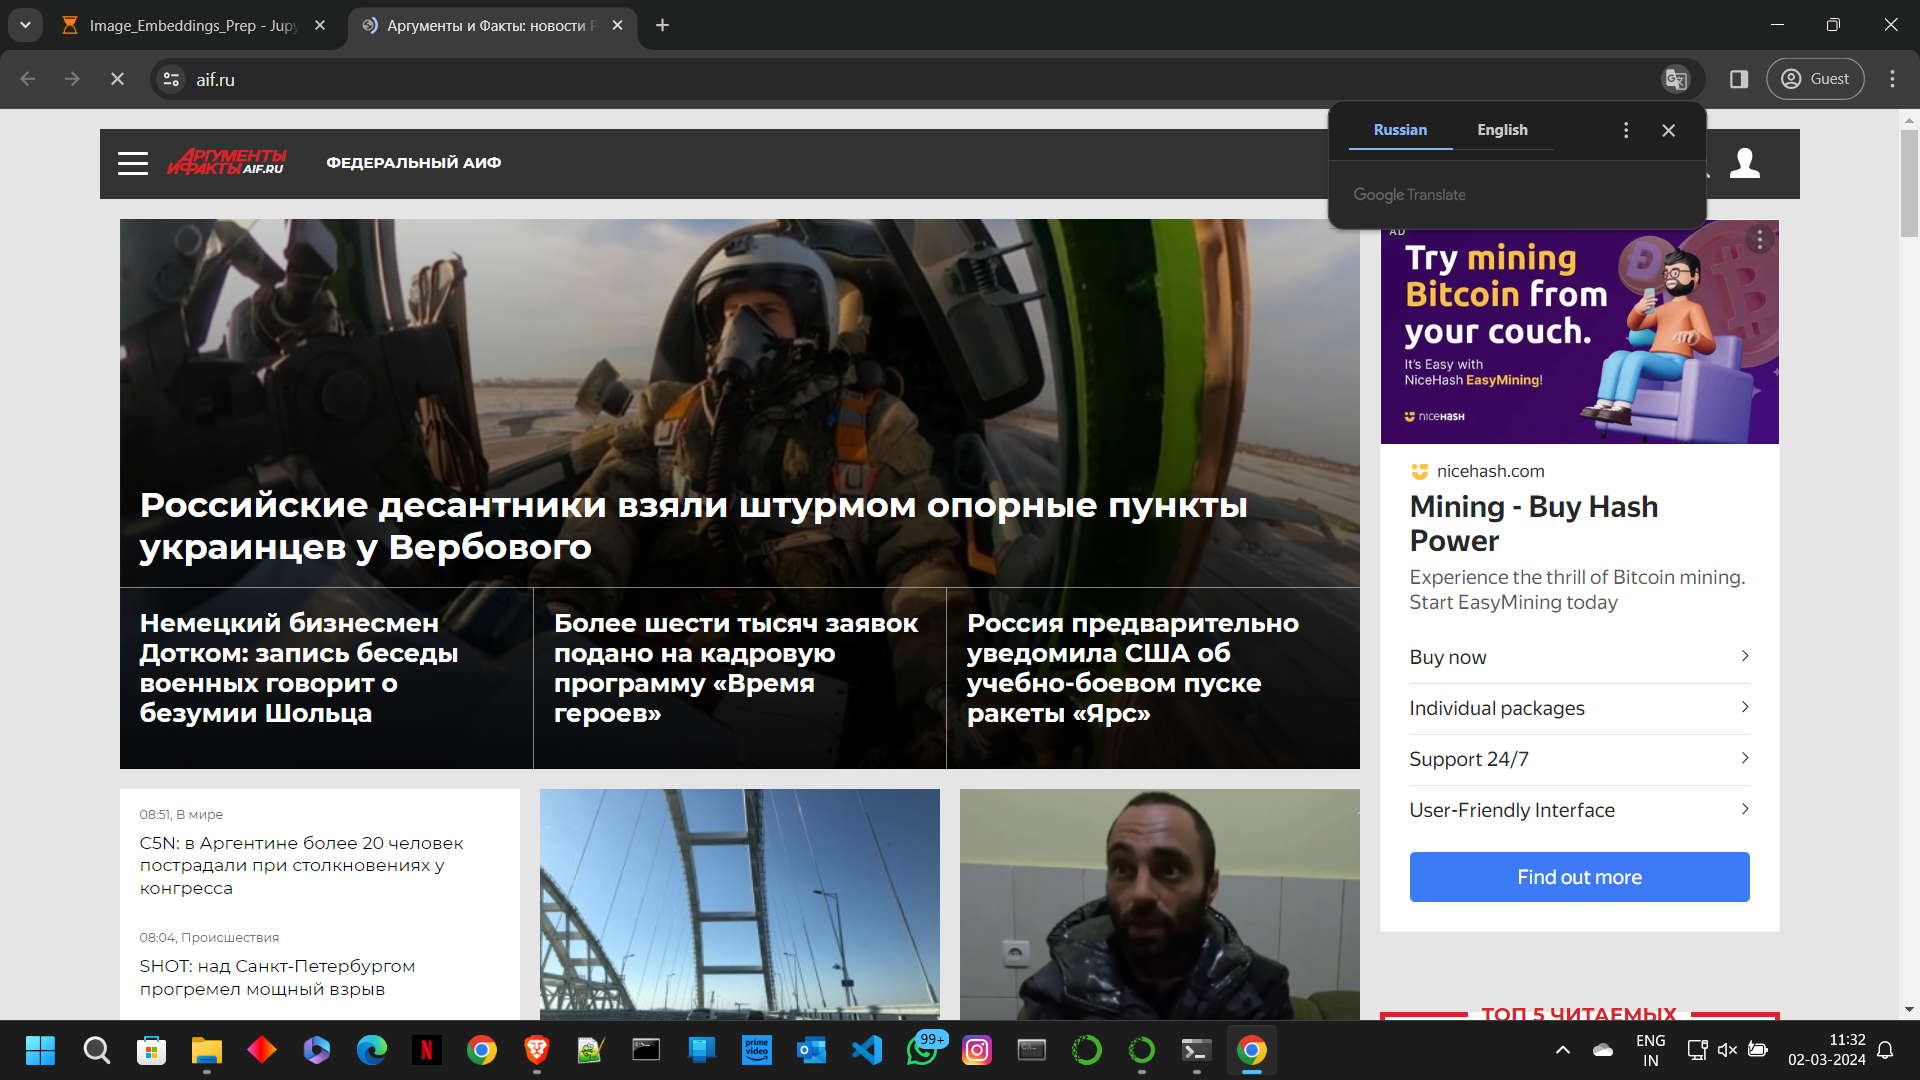 Image_Embeddings_Prep - Jupy
Аргументы и Факты: новости Р
aif.ru
Guest
Russian
English
Google Translate
АРГУМЕНТЫ
И ФАКТЫ AIF.RU
ФЕДЕРАЛЬНЫЙ АИФ
Российские десантники взяли штурмом опорные пункты
украинцев у Вербового
Немецкий бизнесмен
Дотком: запись беседы
военных говорит о
безумии Шольца
Более шести тысяч заявок
подано на кадровую
программу «Время
героев»
Россия предварительно
уведомила США об
учебно-боевом пуске
ракеты «Ярс»
AD
Try mining
Bitcoin from
your couch.
It's Easy with
NiceHash EasyMining!
nicehash
nicehash.com
Mining - Buy Hash
Power
Experience the thrill of Bitcoin mining.
Start EasyMining today
Buy now
Individual packages
Support 24/7
User-Friendly Interface
Find out more
08:51, В мире
C5N: в Аргентине более 20 человек
пострадали при столкновениях у
конгресса
08:04, Происшествия
SHOT: над Санкт-Петербургом
прогремел мощный взрыв
ТОП 5 ЧИТАЕМЫХ
prime
video
99+
ENG
IN
11:32
02-03-2024